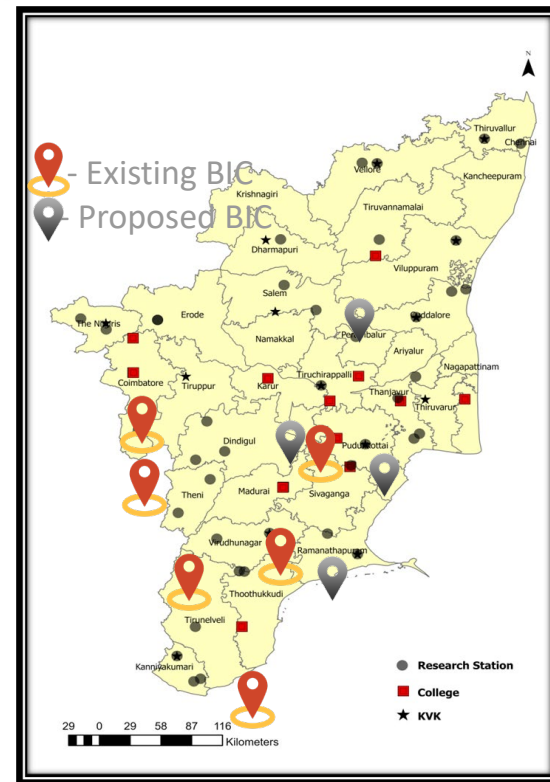 N
Thiruvallur
Chennai
Vellore
Kancheepuram
- Existing BIC
Krishnagiri
Tiruvannamalai
- Proposed BIC
Dharmapuri
Viluppuram
Salem
The Nilgiris
Erode
Cuddalore
Namakkal
Perambalur
Ariyalur
Nagapattinam
Coimbatore
Tiruppur
Karur
Tiruchirappalli
Thanjavur
Thiruvarur
Dindigul
Pudukkottai
Theni
Madurai
Sivaganga
Virudhunagar
Ramanathapuram
Thoothukkudi
Tirunelveli
Kanniyakumari
Research Station
College
KVK
29 0 29 58 87 116
Kilometers